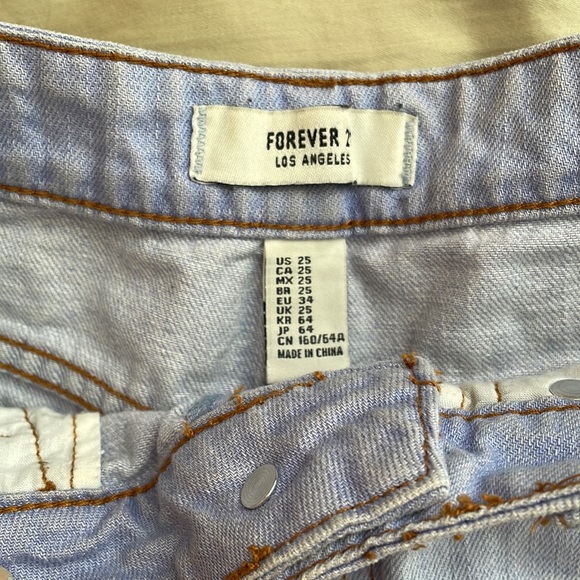 FOREVER 2
LOS ANGELES
US 25
CA 25
MX 25
BR 25
EU 34
UK 25
KR 64
JP 64
CN 160/64A
MADE IN CHINA